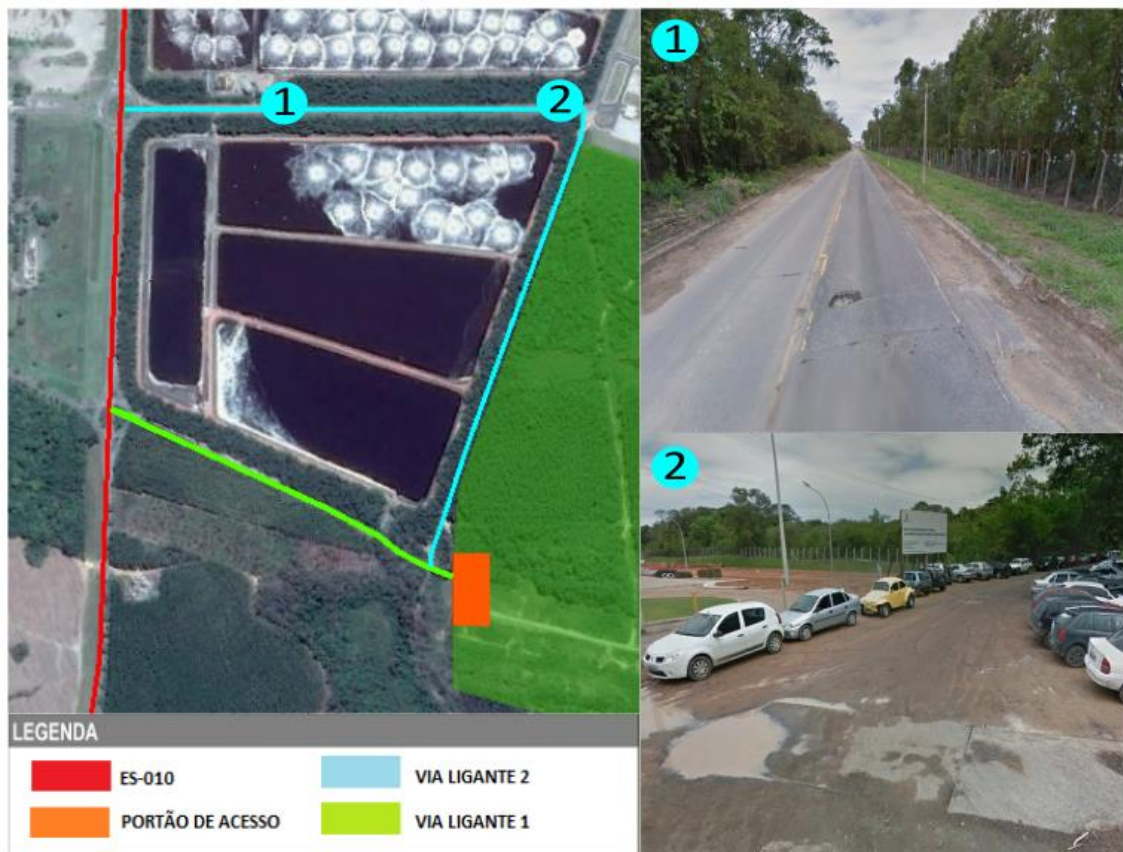 1
2
1
2
LEGENDA
ES-010
VIA LIGANTE 2
PORTÃO DE ACESSO
VIA LIGANTE 1